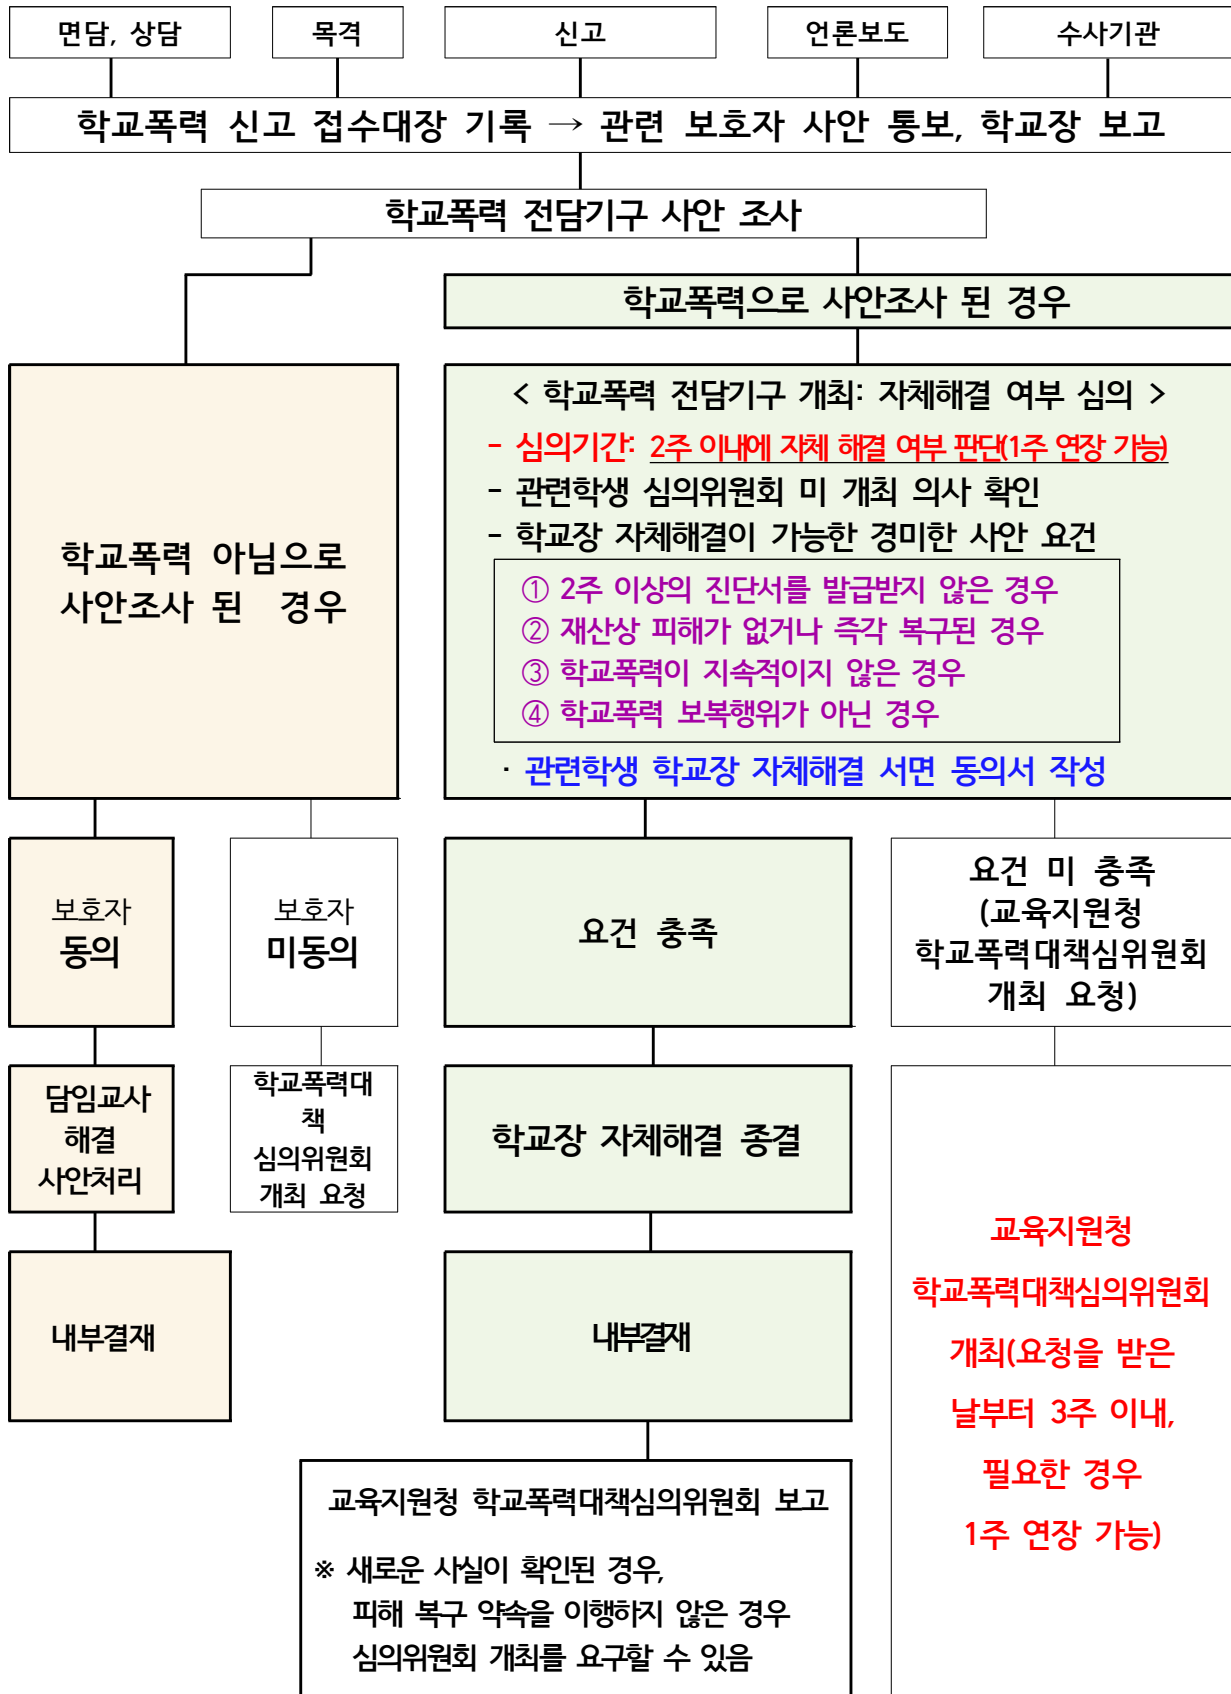 면담, 상담
목격
신고
언론보도
수사기관
학교폭력 신고 접수대장 기록 → 관련 보호자 사안 통보, 학교장 보고
학교폭력 전담기구 사안 조사
학교폭력으로 사안조사 된 경우
학교폭력 아님으로
사안조사 된 경우
< 학교폭력 전담기구 개최: 자체해결 여부 심의 >
- 심의기간: 2주 이내에 자체 해결 여부 판단(1주 연장 가능)
- 관련학생 심의위원회 미 개최 의사 확인
- 학교장 자체해결이 가능한 경미한 사안 요건
① 2주 이상의 진단서를 발급받지 않은 경우
② 재산상 피해가 없거나 즉각 복구된 경우
③ 학교폭력이 지속적이지 않은 경우
④ 학교폭력 보복행위가 아닌 경우
· 관련학생 학교장 자체해결 서면 동의서 작성
보호자
동의
보호자
미동의
요건 충족
요건 미 충족
(교육지원청
학교폭력대책심위원회
개최 요청)
담임교사
해결
사안처리
학교폭력대
책
심의위원회
개최 요청
학교장 자체해결 종결
내부결재
내부결재
교육지원청
학교폭력대책심의위원회
개최(요청을 받은
날부터 3주 이내,
필요한 경우
1주 연장 가능)
교육지원청 학교폭력대책심의위원회 보고
※ 새로운 사실이 확인된 경우,
피해 복구 약속을 이행하지 않은 경우
심의위원회 개최를 요구할 수 있음